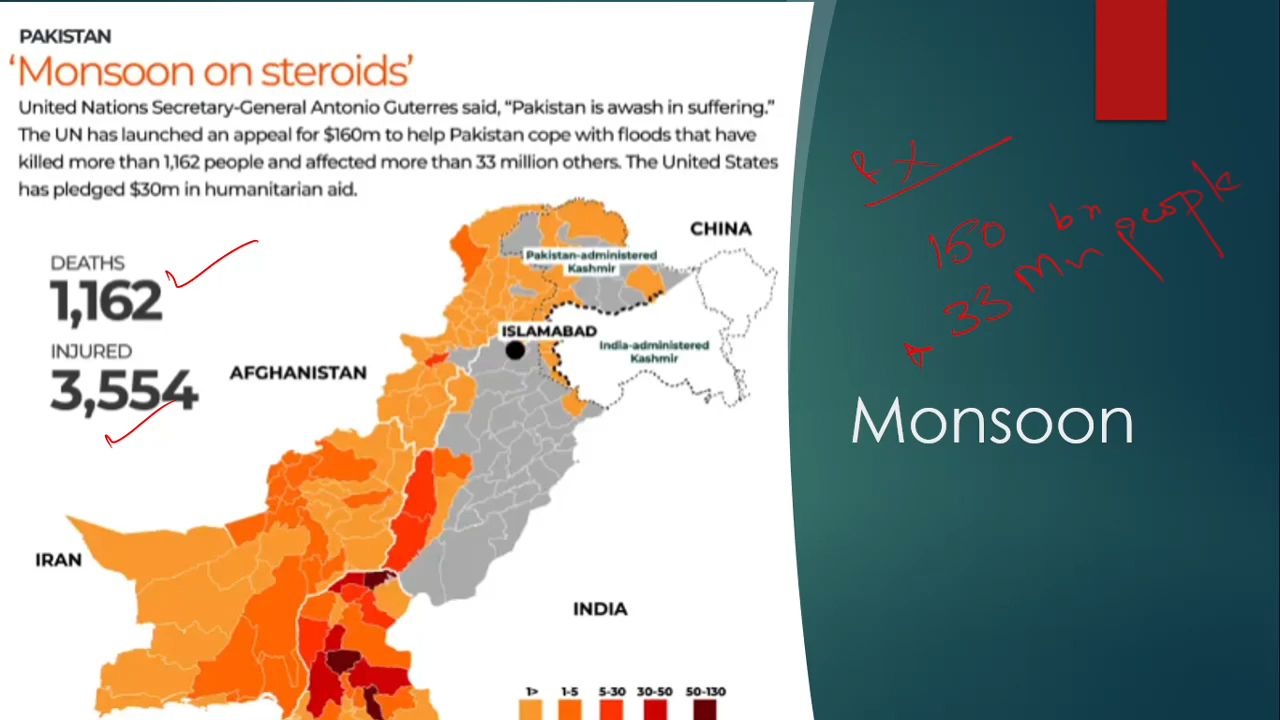 PAKISTAN
‘Monsoon on steroids’
United Nations Secretary-General Antonio Guterres said, “Pakistan is awash in suffering.”
The UN has launched an appeal for $160m to help Pakistan cope with floods that have
killed more than 1,162 people and affected more than 33 million others. The United States
has pledged $30m in humanitarian aid.
DEATHS
1,162
INJURED
3,554
CHINA
Pakistan-administered
Kashmir
ISLAMABAD
India-administered
Kashmir
AFGHANISTAN
IRAN
INDIA
1> 1-5 5-30 30-50 50-130
150 bn
33 Mn people
Monsoon